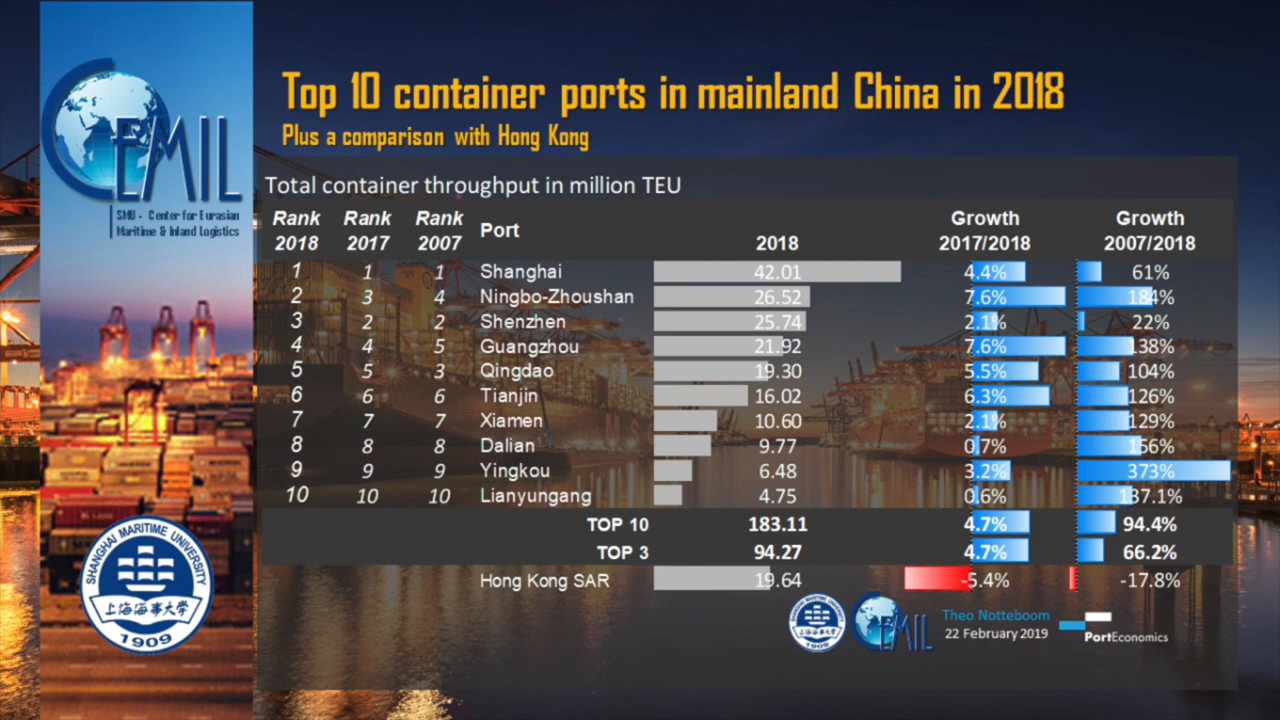 CEMIL
SMU - Center for Eurasian
Maritime & Inland Logistics
Top 10 container ports in mainland China in 2018
Plus a comparison with Hong Kong
Total container throughput in million TEU
Rank 2018 Rank 2017 Rank 2007 Port 2018 Growth 2017/2018 Growth 2007/2018
1 1 1 Shanghai 42.01 4.4% 61%
2 3 4 Ningbo-Zhoushan 26.52 7.6% 184%
3 2 2 Shenzhen 25.74 2.1% 22%
4 4 5 Guangzhou 21.92 7.6% 138%
5 5 3 Qingdao 19.30 5.5% 104%
6 6 6 Tianjin 16.02 6.3% 126%
7 7 7 Xiamen 10.60 2.1% 129%
8 8 8 Dalian 9.77 0.7% 156%
9 9 9 Yingkou 6.48 3.2% 373%
10 10 10 Lianyungang 4.75 0.6% 137.1%
TOP 10 183.11 4.7% 94.4%
TOP 3 94.27 4.7% 66.2%
Hong Kong SAR 19.64 -5.4% -17.8%
SHANGHAI MARITIME UNIVERSITY
上海海事大学
1909
CEMIL
Theo Notteboom
22 February 2019
PortEconomics